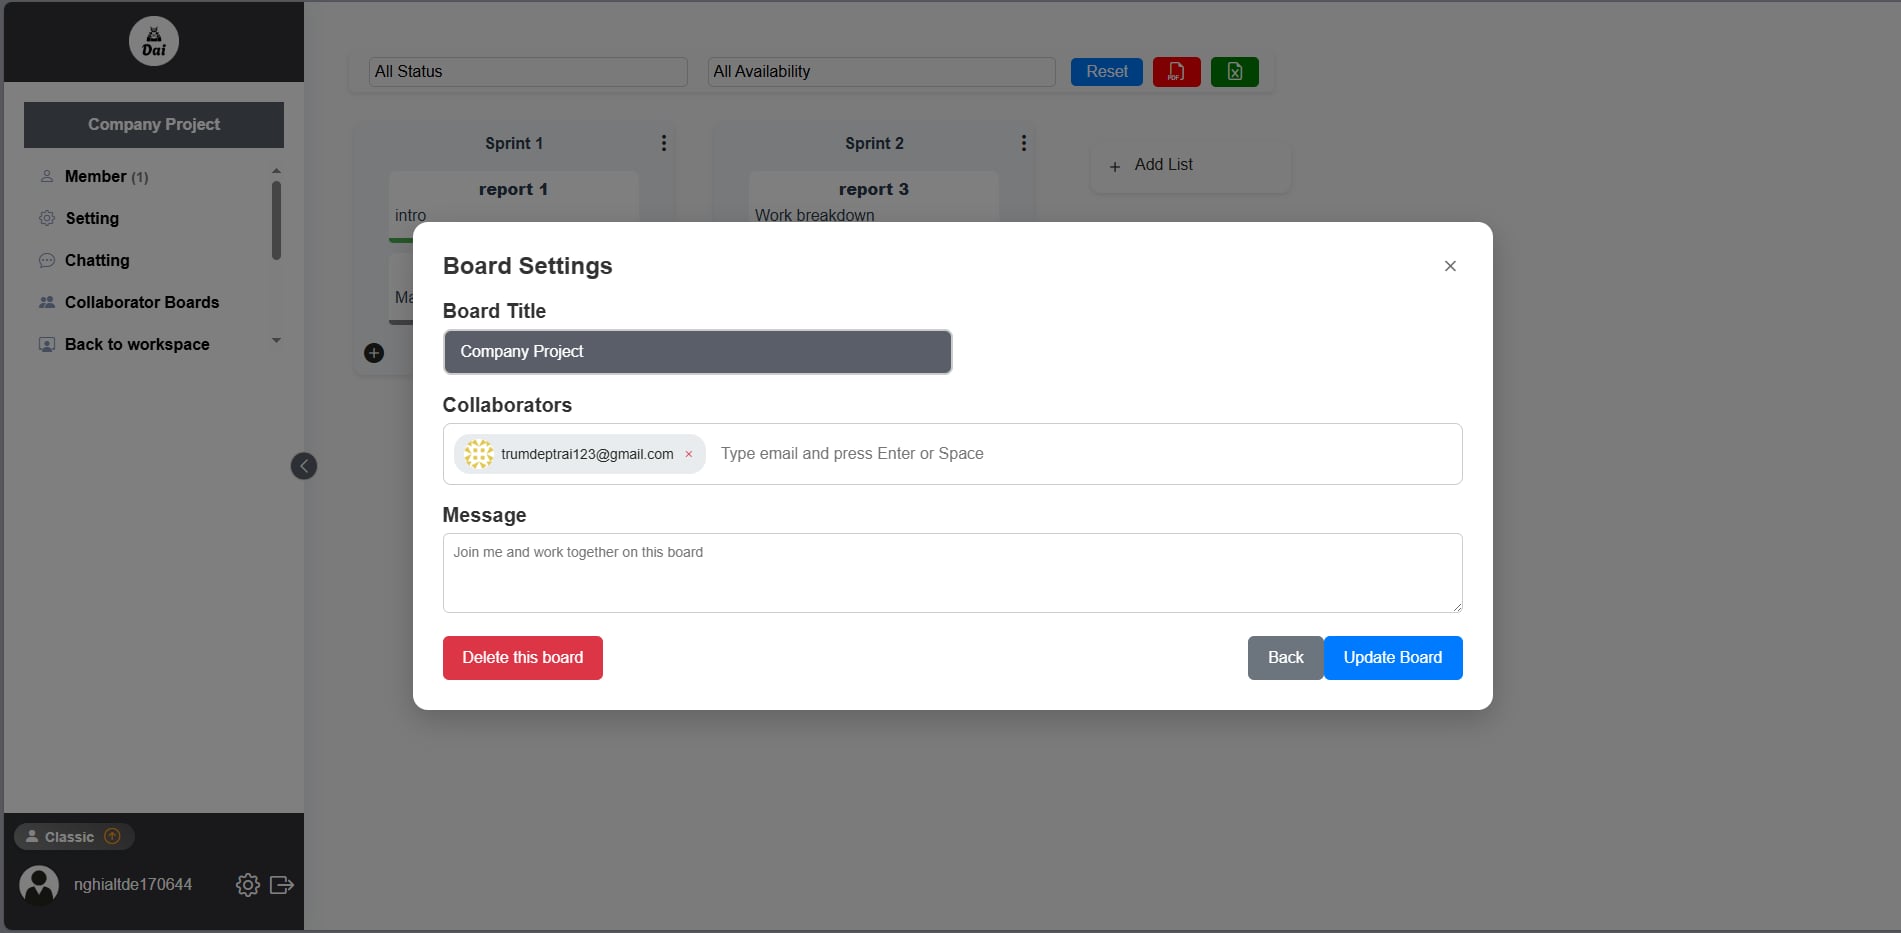 Dai
Company Project
Member (1)
Setting
Chatting
Collaborator Boards
Back to workspace
Classic
nghialtde170644
All Status
All Availability
Reset
PDF
Sprint 1
report 1
intro
Sprint 2
report 3
Work breakdown
+ Add List
Board Settings
Board Title
Company Project
Collaborators
trumdeptrai123@gmail.com × Type email and press Enter or Space
Message
Join me and work together on this board
Delete this board
Back
Update Board